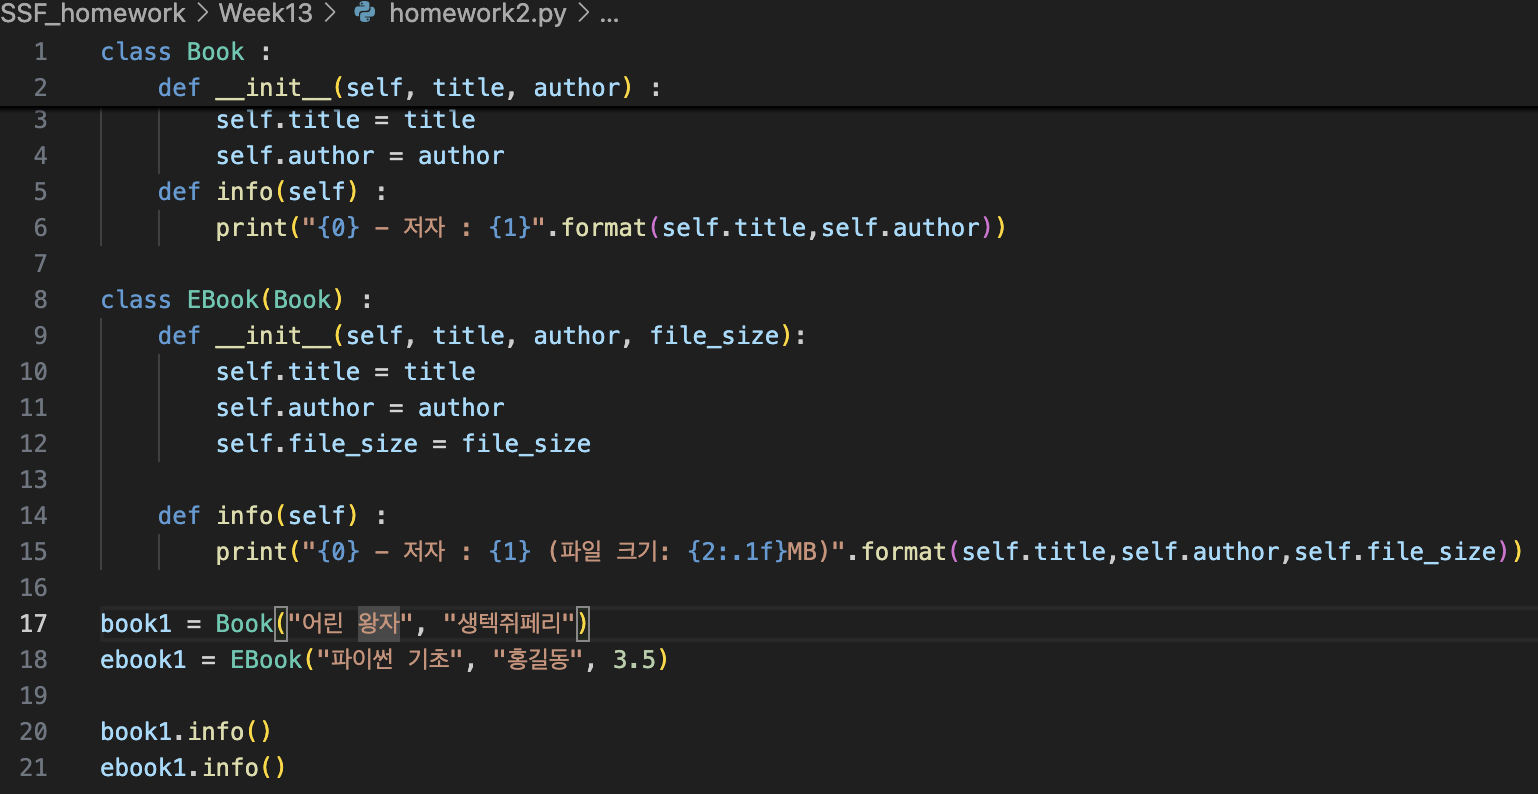 SSF_homework > Week13 > homework2.py > ...
1 class Book :
2     def __init__(self, title, author) :
3         self.title = title
4         self.author = author
5     def info(self) :
6         print("{0} - 저자 : {1}".format(self.title,self.author))
7
8 class EBook(Book) :
9     def __init__(self, title, author, file_size):
10         self.title = title
11         self.author = author
12         self.file_size = file_size
13
14     def info(self) :
15         print("{0} - 저자 : {1} (파일 크기: {2:.1f}MB)".format(self.title,self.author,self.file_size))
16
17 book1 = Book("어린 왕자", "생텍쥐페리")
18 ebook1 = EBook("파이썬 기초", "홍길동", 3.5)
19
20 book1.info()
21 ebook1.info()